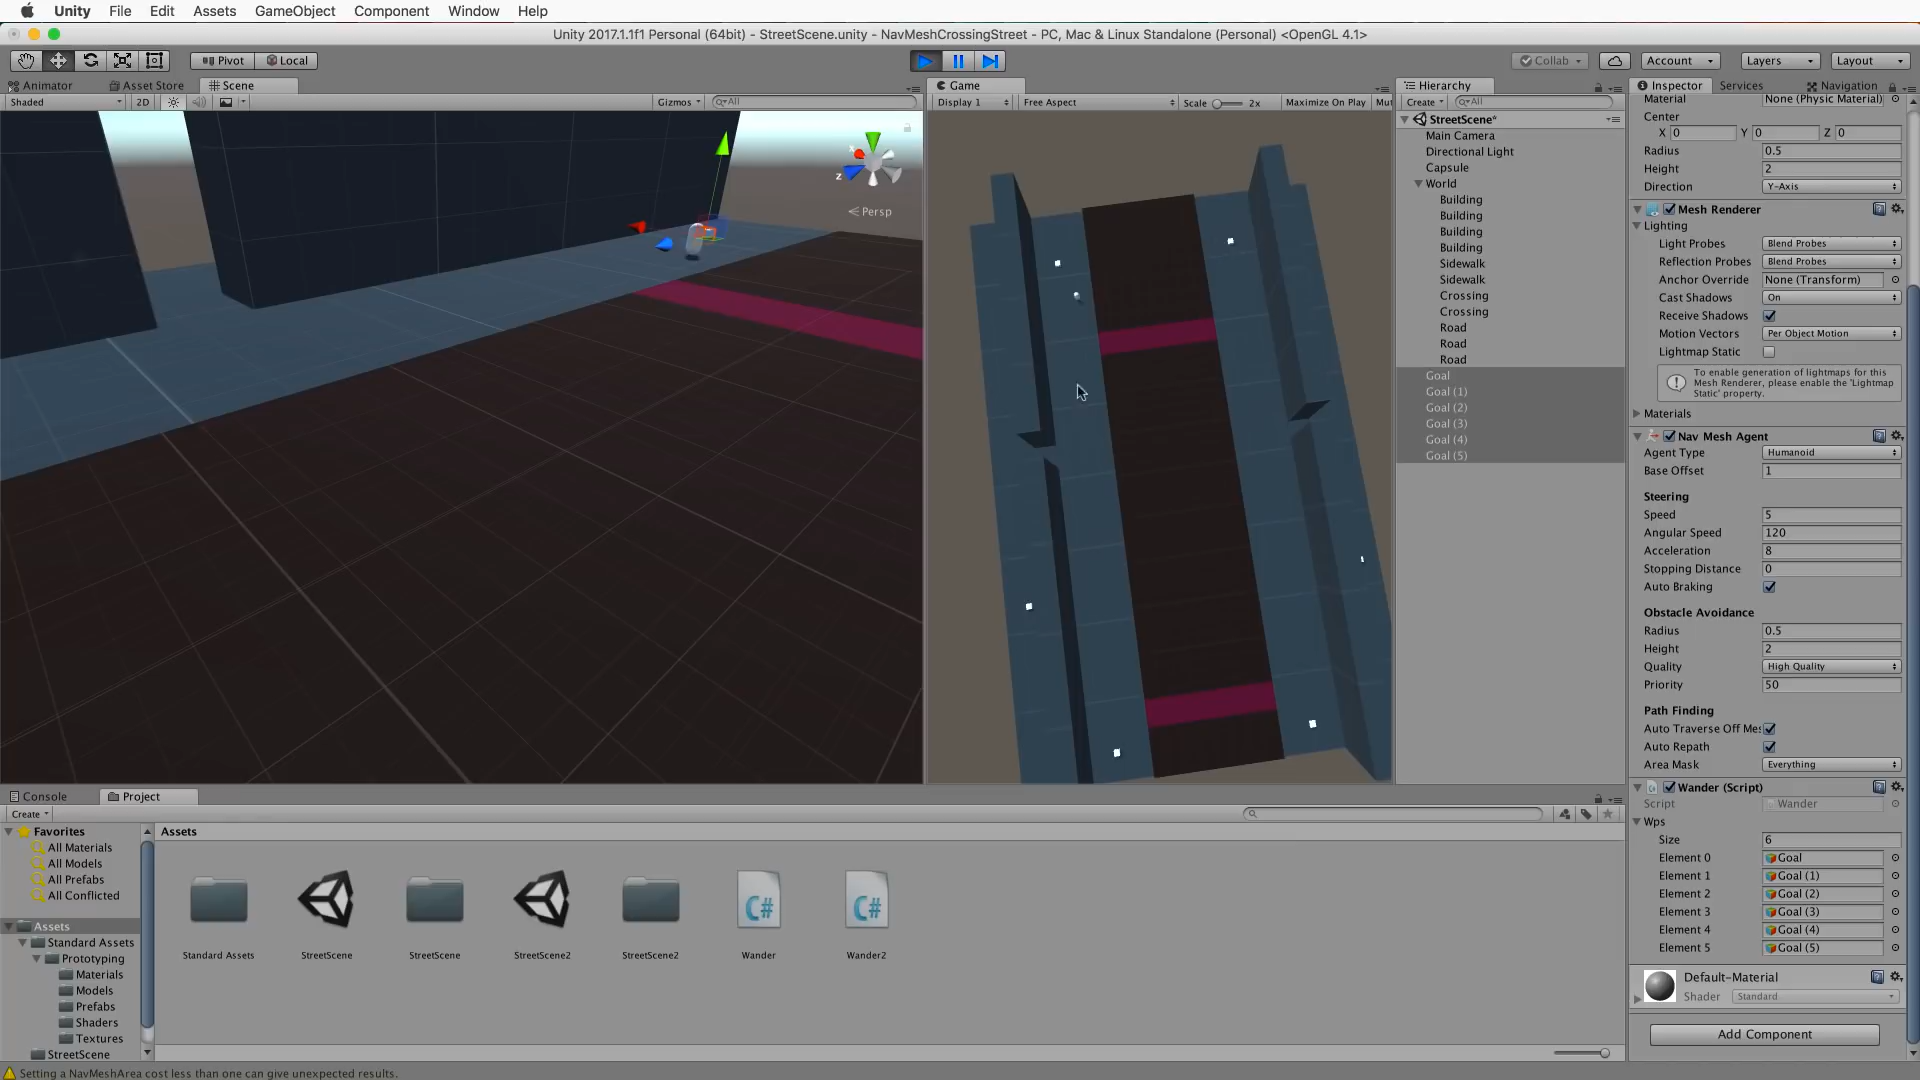 Unity File Edit Assets GameObject Component Window Help
Unity 2017.1.1f1 Personal (64bit) - StreetScene.unity - NavMeshCrossingStreet - PC, Mac & Linux Standalone (Personal) <OpenGL 4.1>
Pivot Local Collab Account Layers Layout
Animator Asset Store Scene
Shaded 2D Gizmos All
Persp
z
x
Game
Display 1 Free Aspect Scale 2x Maximize On Play Mut
Hierarchy
Create All
StreetScene*
Main Camera
Directional Light
Capsule
World
Building
Building
Building
Building
Sidewalk
Sidewalk
Crossing
Crossing
Road
Road
Road
Goal
Goal (1)
Goal (2)
Goal (3)
Goal (4)
Goal (5)
Inspector Services Navigation
Material None (Physic Material)
Center
X 0 Y 0 Z 0
Radius 0.5
Height 2
Direction Y-Axis
Mesh Renderer
Lighting
Light Probes Blend Probes
Reflection Probes Blend Probes
Anchor Override None (Transform)
Cast Shadows On
Receive Shadows
Motion Vectors Per Object Motion
Lightmap Static
To enable generation of lightmaps for this
Mesh Renderer, please enable the 'Lightmap
Static' property.
Materials
Nav Mesh Agent
Agent Type Humanoid
Base Offset 1
Steering
Speed 5
Angular Speed 120
Acceleration 8
Stopping Distance 0
Auto Braking
Obstacle Avoidance
Radius 0.5
Height 2
Quality High Quality
Priority 50
Path Finding
Auto Traverse Off Mes
Auto Repath
Area Mask Everything
Wander (Script)
Script Wander
Wps
Size 6
Element 0 Goal
Element 1 Goal (1)
Element 2 Goal (2)
Element 3 Goal (3)
Element 4 Goal (4)
Element 5 Goal (5)
Default-Material
Shader Standard
Add Component
Console Project
Create
Favorites
All Materials
All Models
All Prefabs
All Conflicted
Assets
Standard Assets
Prototyping
Materials
Models
Prefabs
Shaders
Textures
StreetScene
Assets
C# C#
Standard Assets StreetScene StreetScene StreetScene2 StreetScene2 Wander Wander2
Setting a NavMeshArea cost less than one can give unexpected results.